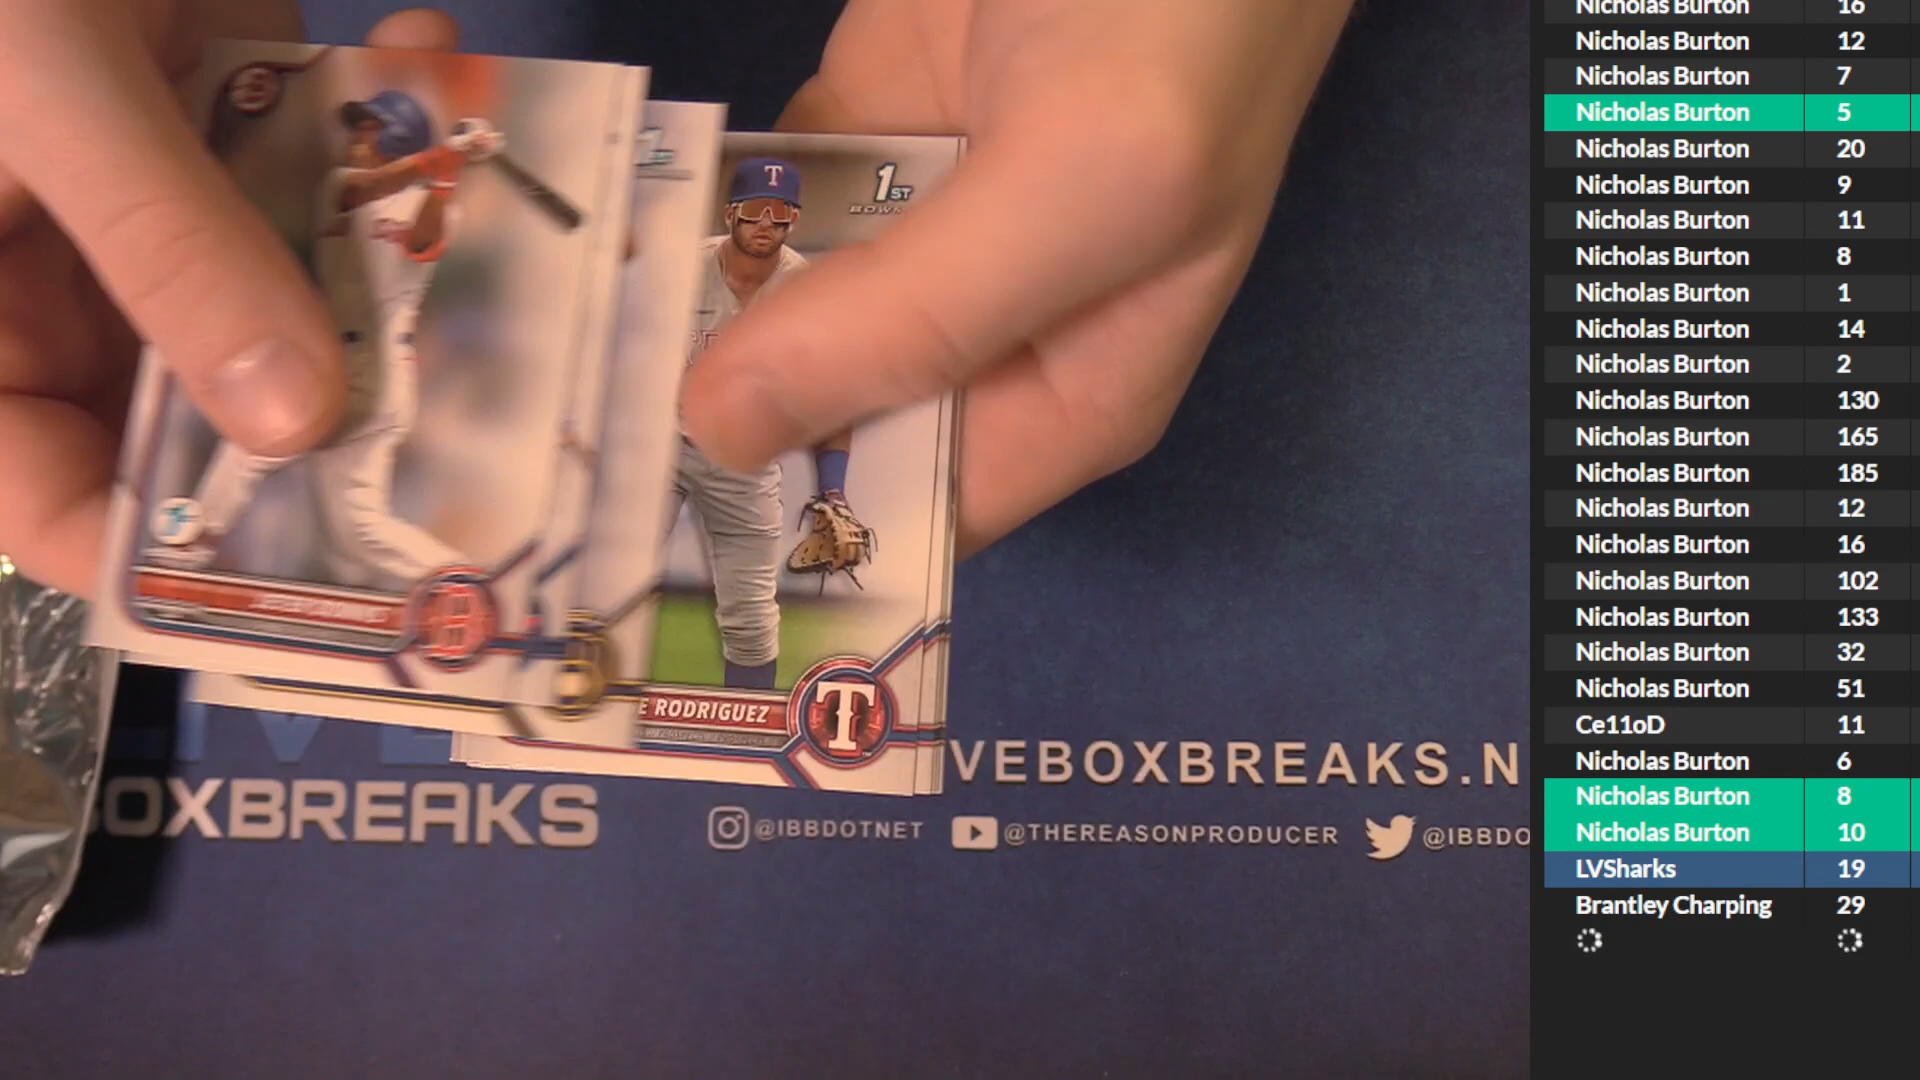 1ST
BOW
1ST
T
B
E RODRIGUEZ
T
LIVE
OXBREAKS
VEBOXBREAKS.N
@IBBDOTNET
@THEREASONPRODUCER
@IBBDO
Nicholas Burton 16
Nicholas Burton 12
Nicholas Burton 7
Nicholas Burton 5
Nicholas Burton 20
Nicholas Burton 9
Nicholas Burton 11
Nicholas Burton 8
Nicholas Burton 1
Nicholas Burton 14
Nicholas Burton 2
Nicholas Burton 130
Nicholas Burton 165
Nicholas Burton 185
Nicholas Burton 12
Nicholas Burton 16
Nicholas Burton 102
Nicholas Burton 133
Nicholas Burton 32
Nicholas Burton 51
Ce11oD 11
Nicholas Burton 6
Nicholas Burton 8
Nicholas Burton 10
LVSharks 19
Brantley Charping 29